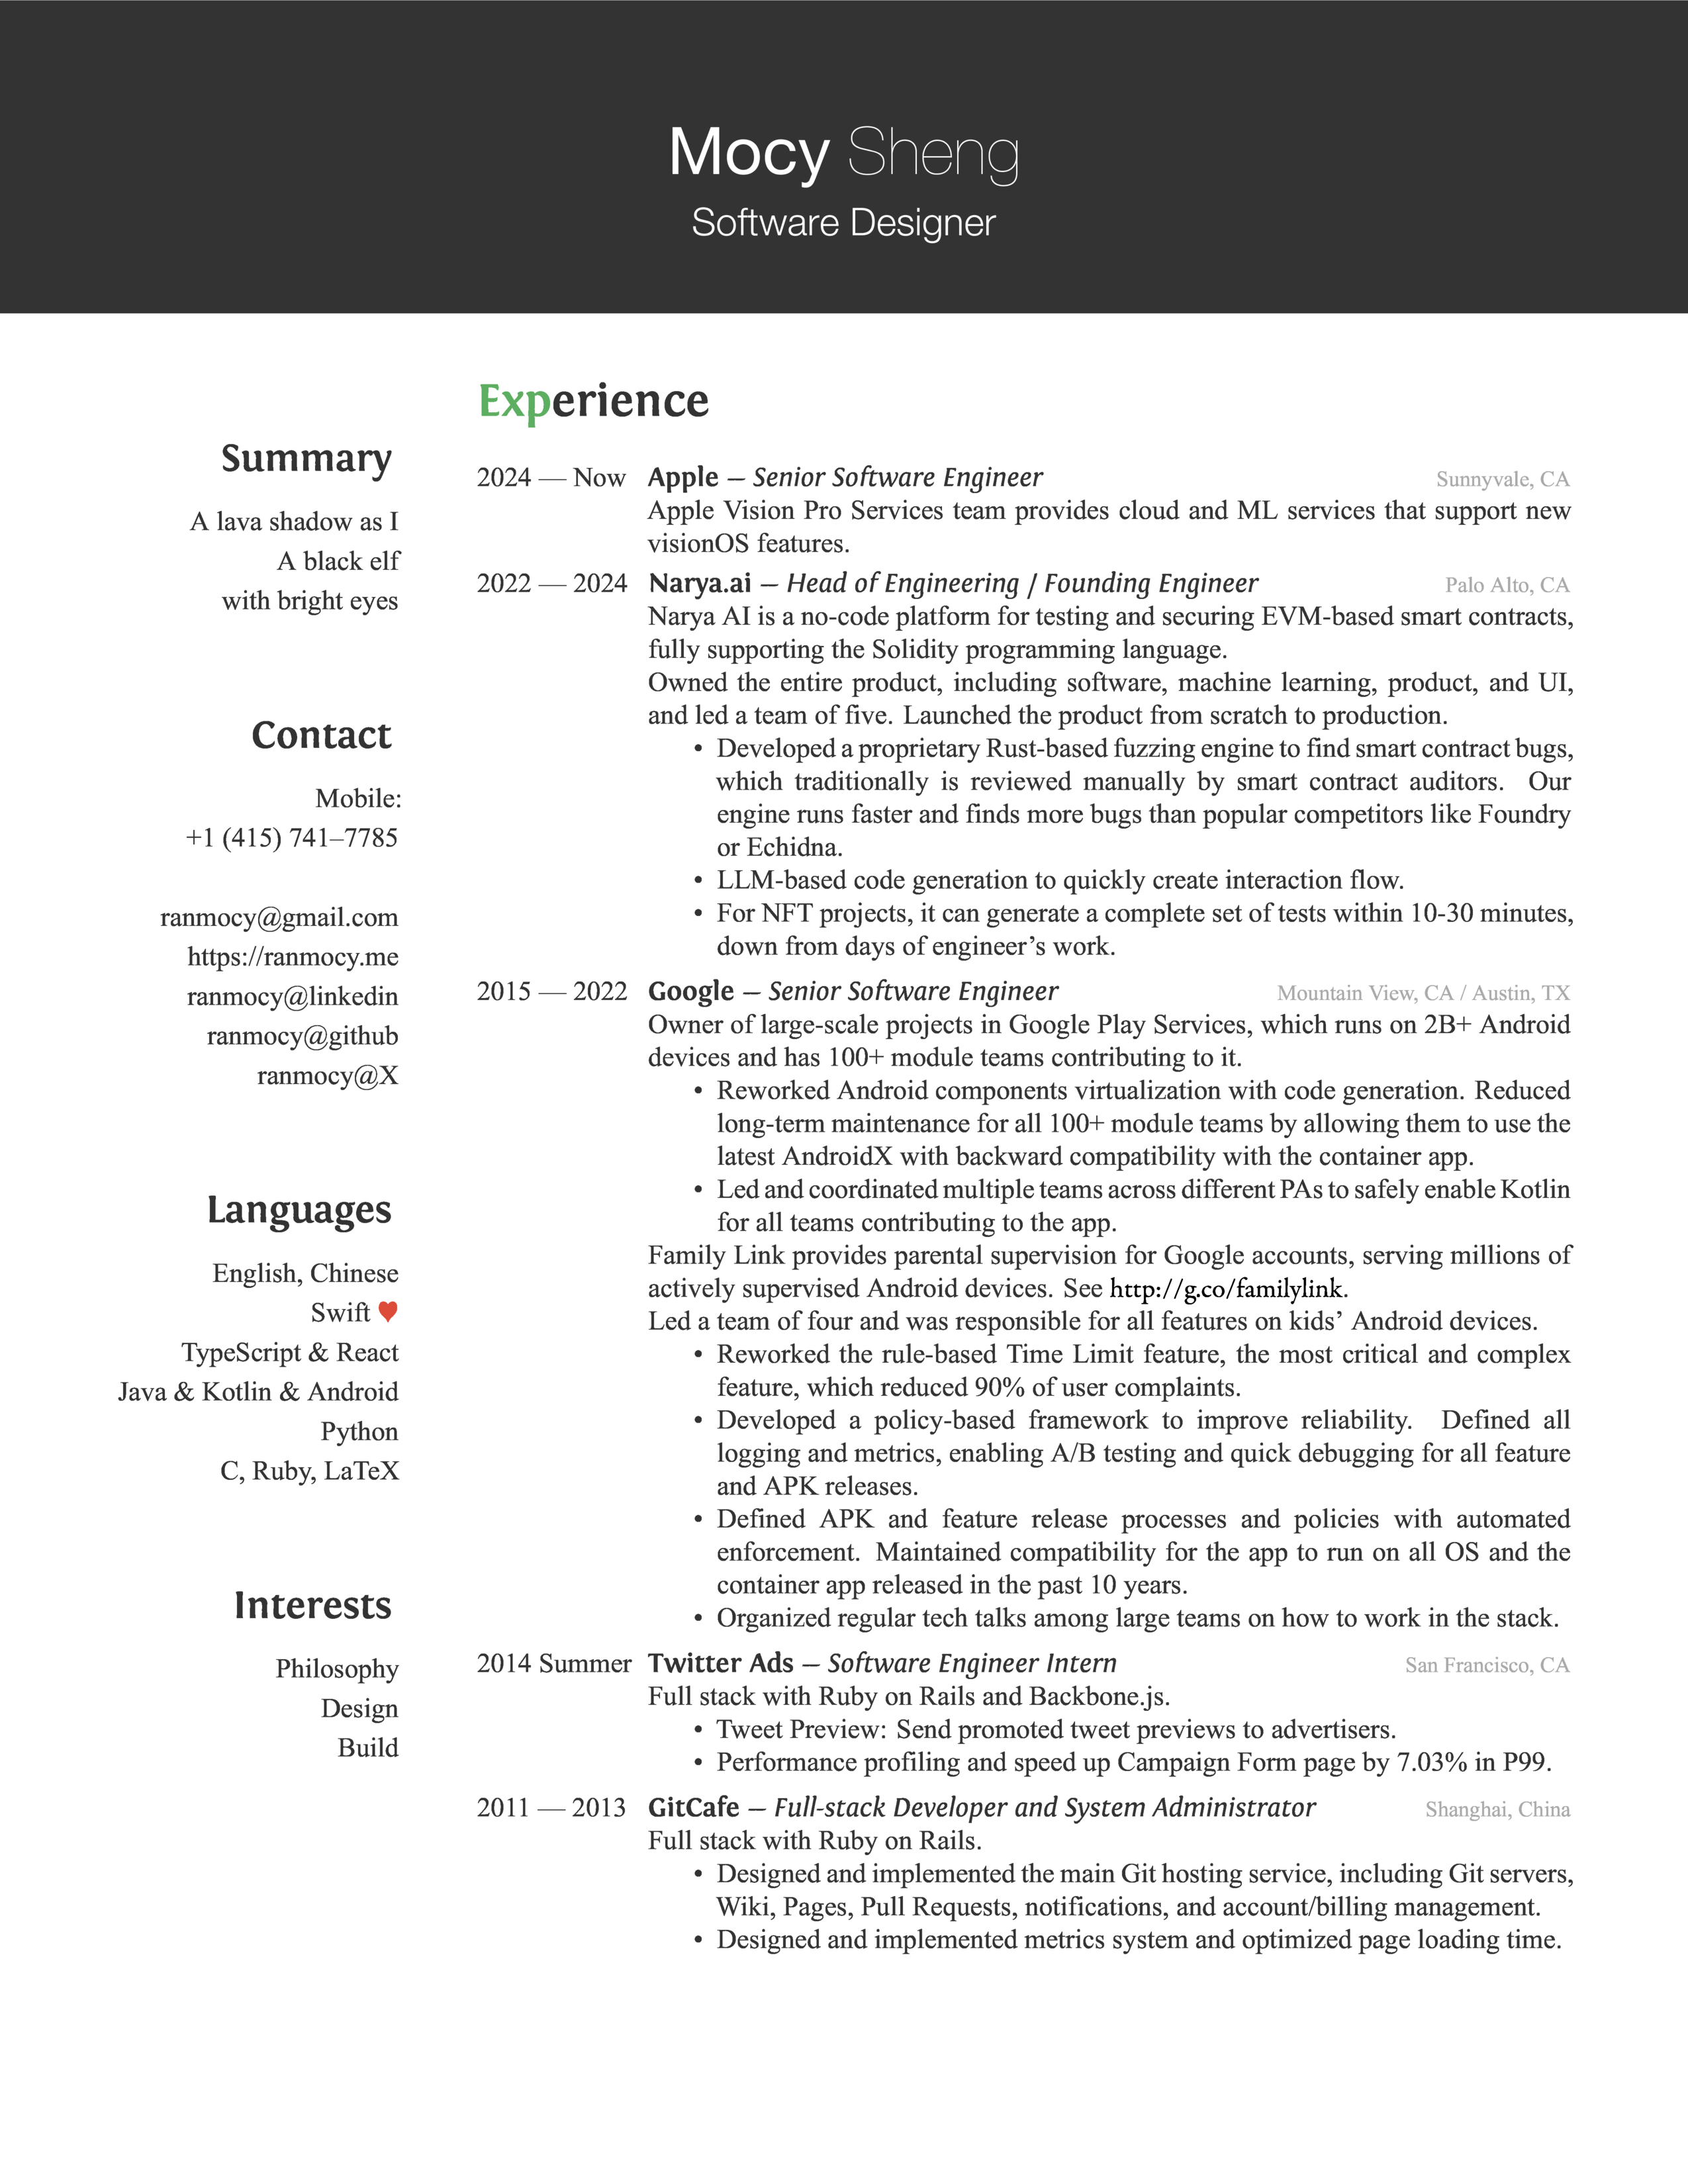 Mocy Sheng
Software Designer
Summary
A lava shadow as I
A black elf
with bright eyes
Contact
Mobile:
+1 (415) 741–7785
ranmocy@gmail.com
https://ranmocy.me
ranmocy@linkedin
ranmocy@github
ranmocy@X
Languages
English, Chinese
Swift ♥
TypeScript & React
Java & Kotlin & Android
Python
C, Ruby, LaTeX
Interests
Philosophy
Design
Build
Experience
2024 — Now Apple – Senior Software Engineer Sunnyvale, CA
Apple Vision Pro Services team provides cloud and ML services that support new
visionOS features.
2022 — 2024 Narya.ai – Head of Engineering / Founding Engineer Palo Alto, CA
Narya AI is a no-code platform for testing and securing EVM-based smart contracts,
fully supporting the Solidity programming language.
Owned the entire product, including software, machine learning, product, and UI,
and led a team of five. Launched the product from scratch to production.
• Developed a proprietary Rust-based fuzzing engine to find smart contract bugs,
which traditionally is reviewed manually by smart contract auditors. Our
engine runs faster and finds more bugs than popular competitors like Foundry
or Echidna.
• LLM-based code generation to quickly create interaction flow.
• For NFT projects, it can generate a complete set of tests within 10-30 minutes,
down from days of engineer’s work.
2015 — 2022 Google – Senior Software Engineer Mountain View, CA / Austin, TX
Owner of large-scale projects in Google Play Services, which runs on 2B+ Android
devices and has 100+ module teams contributing to it.
• Reworked Android components virtualization with code generation. Reduced
long-term maintenance for all 100+ module teams by allowing them to use the
latest AndroidX with backward compatibility with the container app.
• Led and coordinated multiple teams across different PAs to safely enable Kotlin
for all teams contributing to the app.
Family Link provides parental supervision for Google accounts, serving millions of
actively supervised Android devices. See http://g.co/familylink.
Led a team of four and was responsible for all features on kids’ Android devices.
• Reworked the rule-based Time Limit feature, the most critical and complex
feature, which reduced 90% of user complaints.
• Developed a policy-based framework to improve reliability. Defined all
logging and metrics, enabling A/B testing and quick debugging for all feature
and APK releases.
• Defined APK and feature release processes and policies with automated
enforcement. Maintained compatibility for the app to run on all OS and the
container app released in the past 10 years.
• Organized regular tech talks among large teams on how to work in the stack.
2014 Summer Twitter Ads – Software Engineer Intern San Francisco, CA
Full stack with Ruby on Rails and Backbone.js.
• Tweet Preview: Send promoted tweet previews to advertisers.
• Performance profiling and speed up Campaign Form page by 7.03% in P99.
2011 — 2013 GitCafe – Full-stack Developer and System Administrator Shanghai, China
Full stack with Ruby on Rails.
• Designed and implemented the main Git hosting service, including Git servers,
Wiki, Pages, Pull Requests, notifications, and account/billing management.
• Designed and implemented metrics system and optimized page loading time.